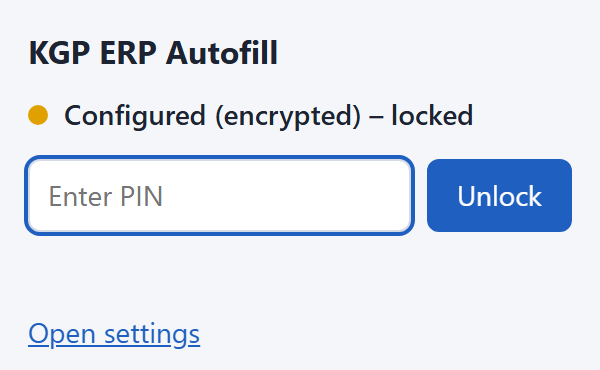 KGP ERP Autofill
Configured (encrypted) – locked
Enter PIN
Unlock
Open settings